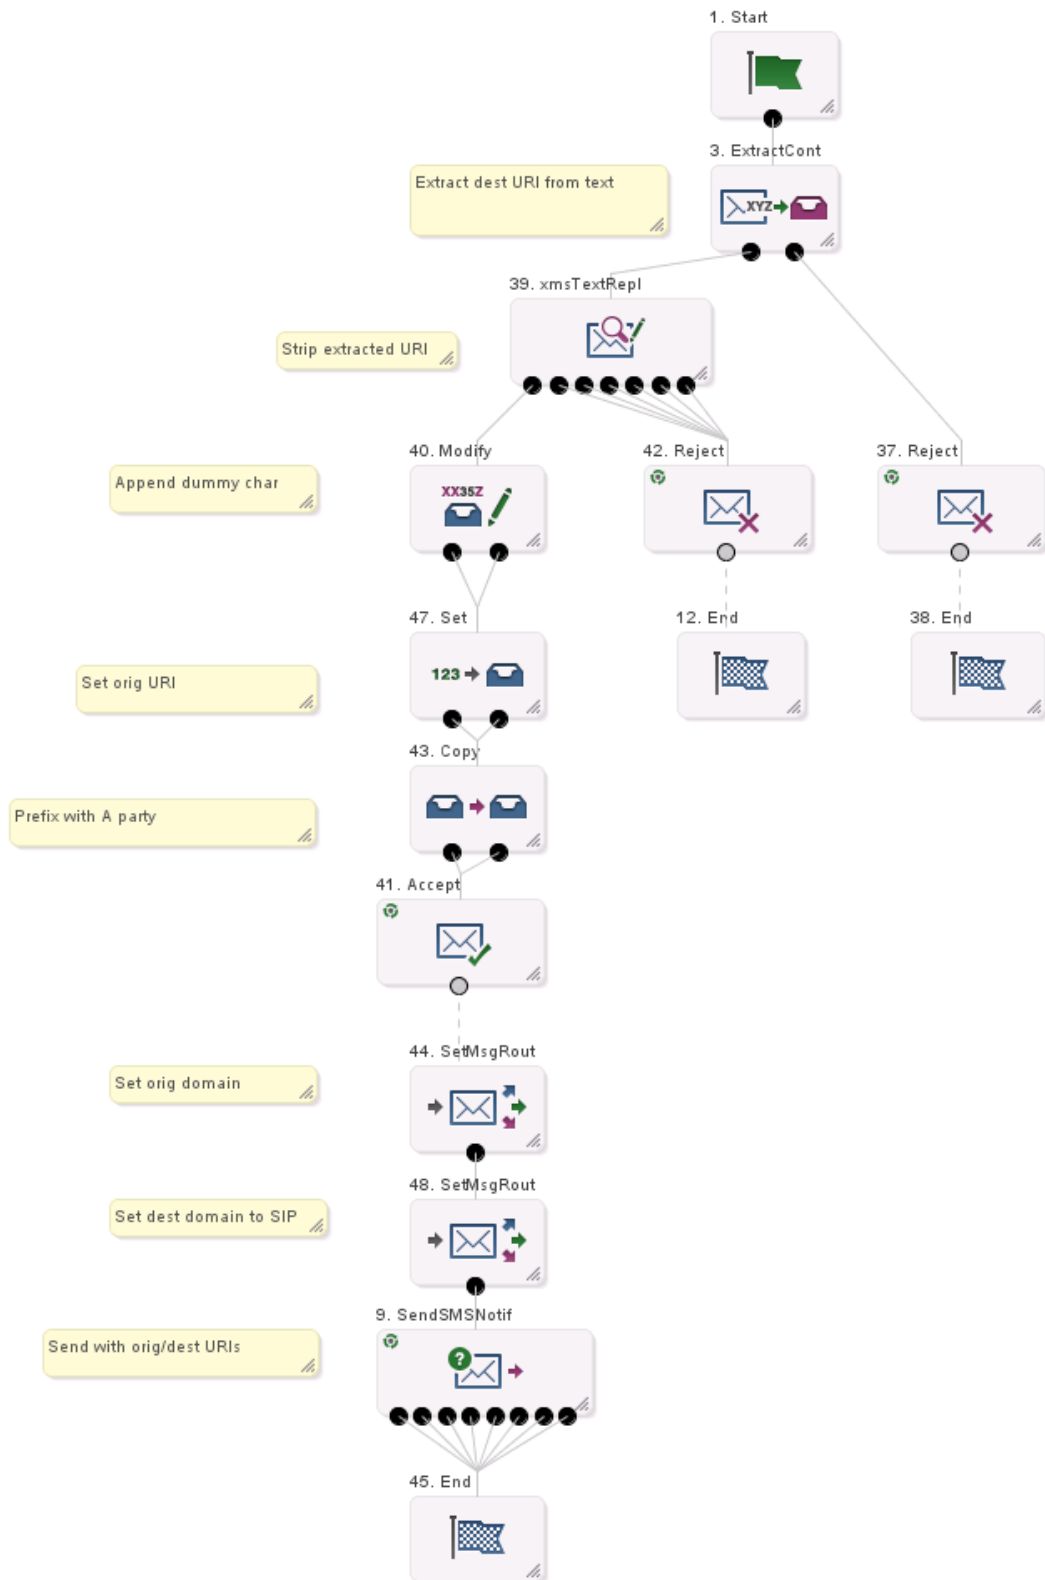 1. Start
3. ExtractCont
Extract dest URI from text
XYZ
39. xmsTextRepl
Strip extracted URI
40. Modify
42. Reject
37. Reject
Append dummy char
XX35Z
47. Set
12. End
38. End
Set orig URI
123
43. Copy
Prefix with A party
41. Accept
44. SetMsgRout
Set orig domain
48. SetMsgRout
Set dest domain to SIP
9. SendSMSNotif
Send with orig/dest URIs
?
45. End